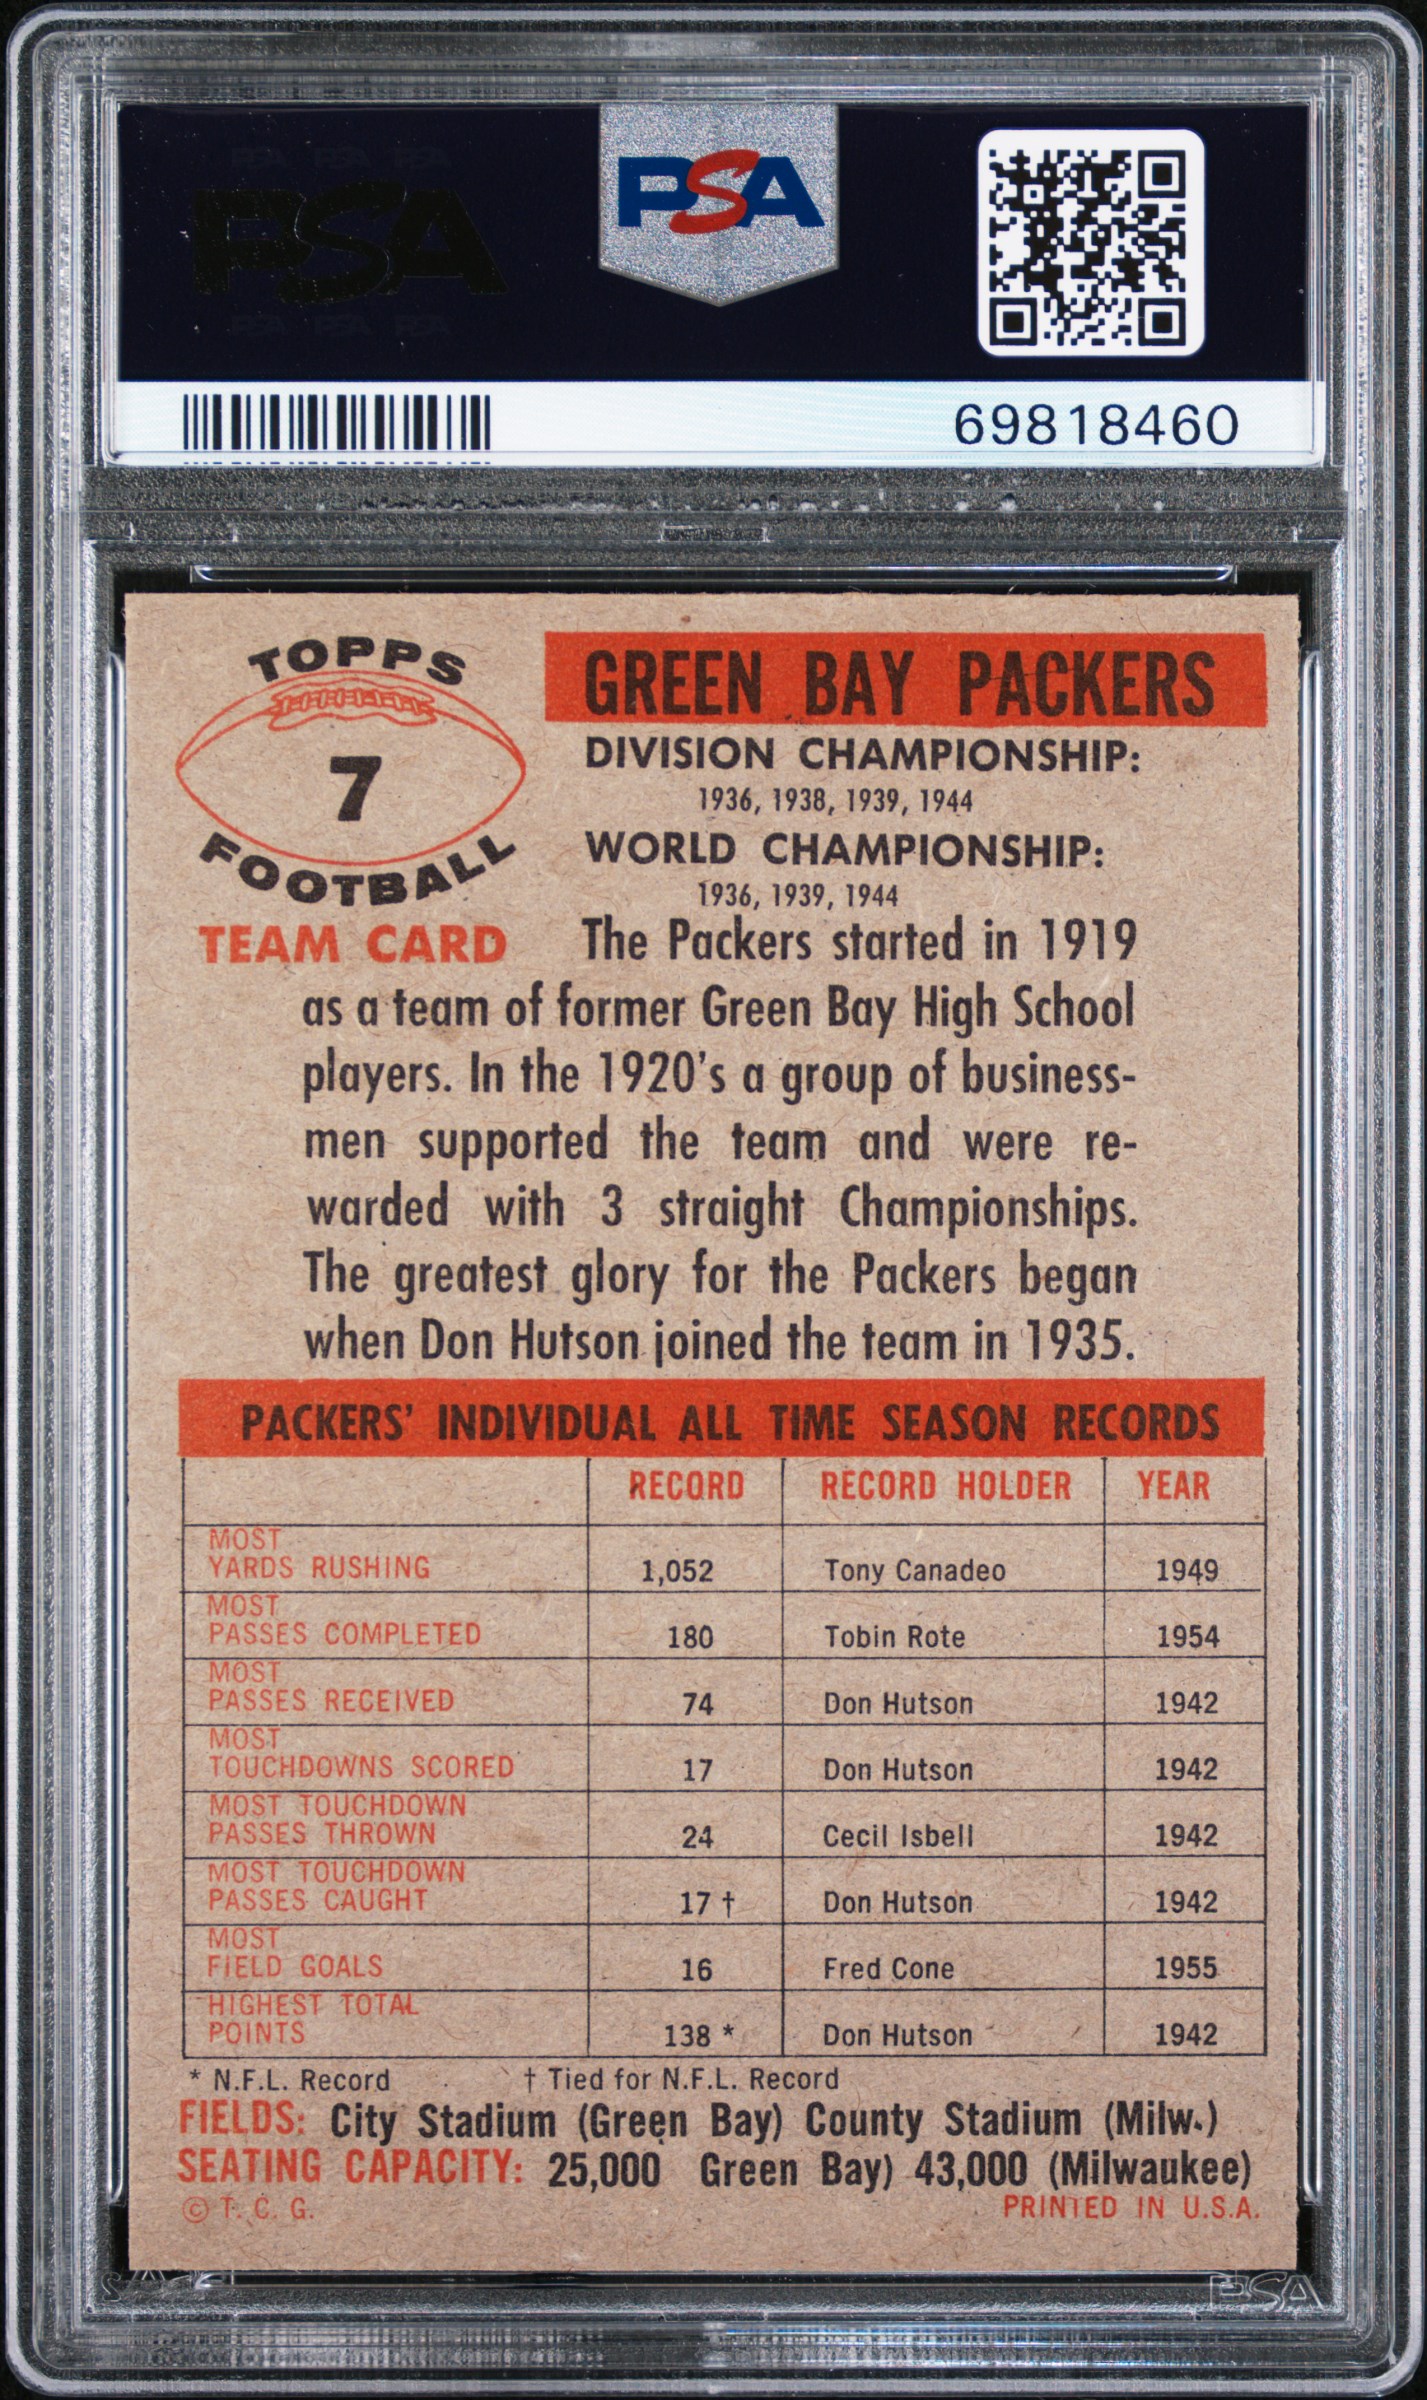 PSA
PSA
69818460
TOPPS
7
FOOTBALL
TEAM CARD
GREEN BAY PACKERS
DIVISION CHAMPIONSHIP:
1936, 1938, 1939, 1944
WORLD CHAMPIONSHIP:
1936, 1939, 1944
The Packers started in 1919
as a team of former Green Bay High School
players. In the 1920's a group of business-
men supported the team and were re-
warded with 3 straight Championships.
The greatest glory for the Packers began
when Don Hutson joined the team in 1935.
PACKERS' INDIVIDUAL ALL TIME SEASON RECORDS
RECORD RECORD HOLDER YEAR
MOST
YARDS RUSHING 1,052 Tony Canadeo 1949
MOST
PASSES COMPLETED 180 Tobin Rote 1954
MOST
PASSES RECEIVED 74 Don Hutson 1942
MOST
TOUCHDOWNS SCORED 17 Don Hutson 1942
MOST TOUCHDOWN
PASSES THROWN 24 Cecil Isbell 1942
MOST TOUCHDOWN
PASSES CAUGHT 17 † Don Hutson 1942
MOST
FIELD GOALS 16 Fred Cone 1955
HIGHEST TOTAL
POINTS 138 * Don Hutson 1942
* N.F.L. Record † Tied for N.F.L. Record
FIELDS: City Stadium (Green Bay) County Stadium (Milw.)
SEATING CAPACITY: 25,000 Green Bay) 43,000 (Milwaukee)
© T. C. G. PRINTED IN U.S.A.
PSA